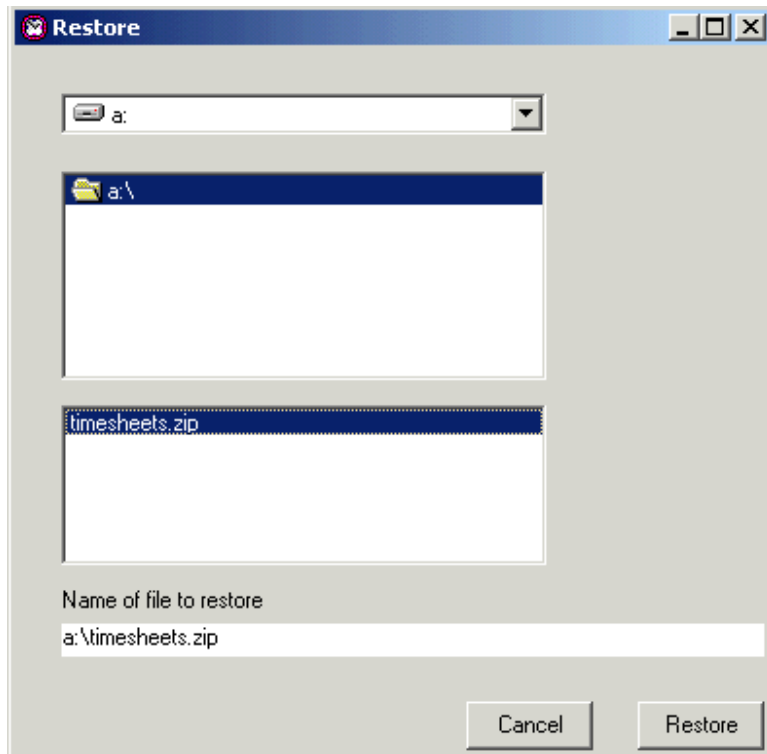 Restore
a:
a:\
timesheets.zip
Name of file to restore
a:\timesheets.zip
Cancel
Restore